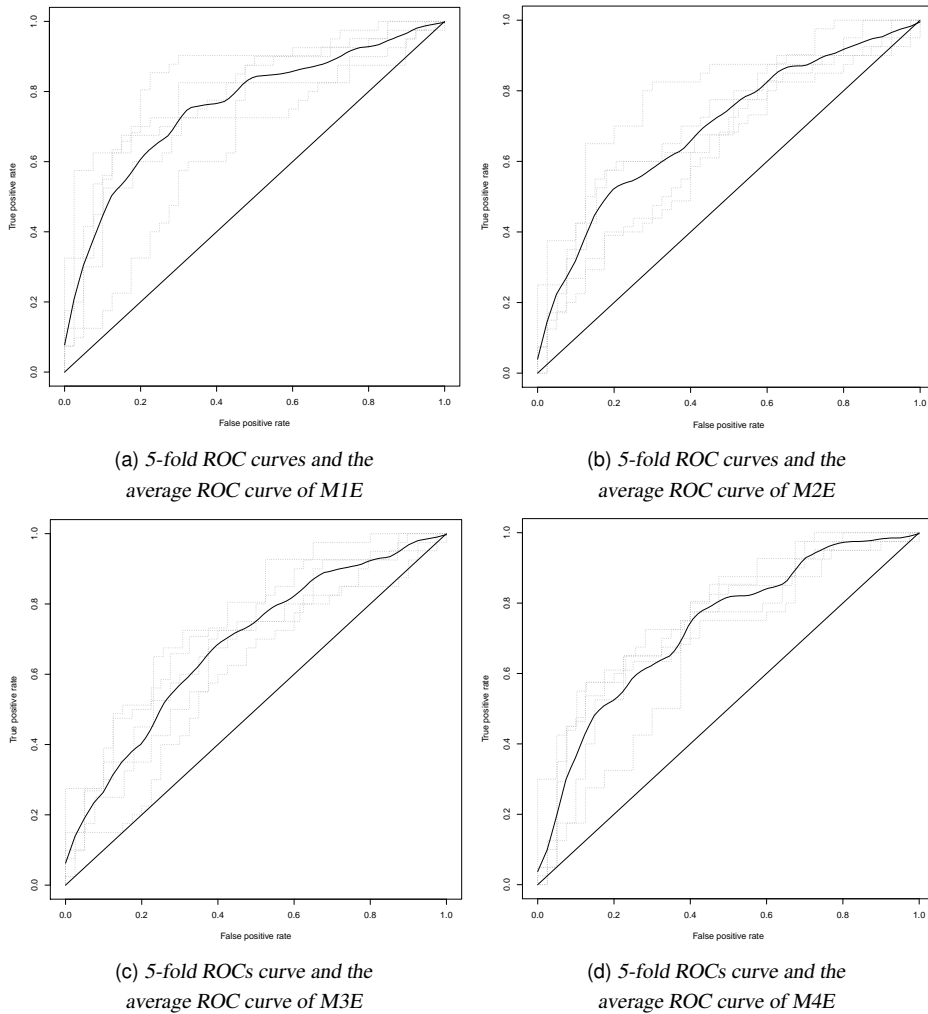 1.0
0.8
0.6
0.4
0.2
0.0
True positive rate
0.0 0.2 0.4 0.6 0.8 1.0
False positive rate
(a) 5-fold ROC curves and the
average ROC curve of M1E
1.0
0.8
0.6
0.4
0.2
0.0
True positive rate
0.0 0.2 0.4 0.6 0.8 1.0
False positive rate
(b) 5-fold ROC curves and the
average ROC curve of M2E
1.0
0.8
0.6
0.4
0.2
0.0
True positive rate
0.0 0.2 0.4 0.6 0.8 1.0
False positive rate
(c) 5-fold ROCs curve and the
average ROC curve of M3E
1.0
0.8
0.6
0.4
0.2
0.0
True positive rate
0.0 0.2 0.4 0.6 0.8 1.0
False positive rate
(d) 5-fold ROCs curve and the
average ROC curve of M4E